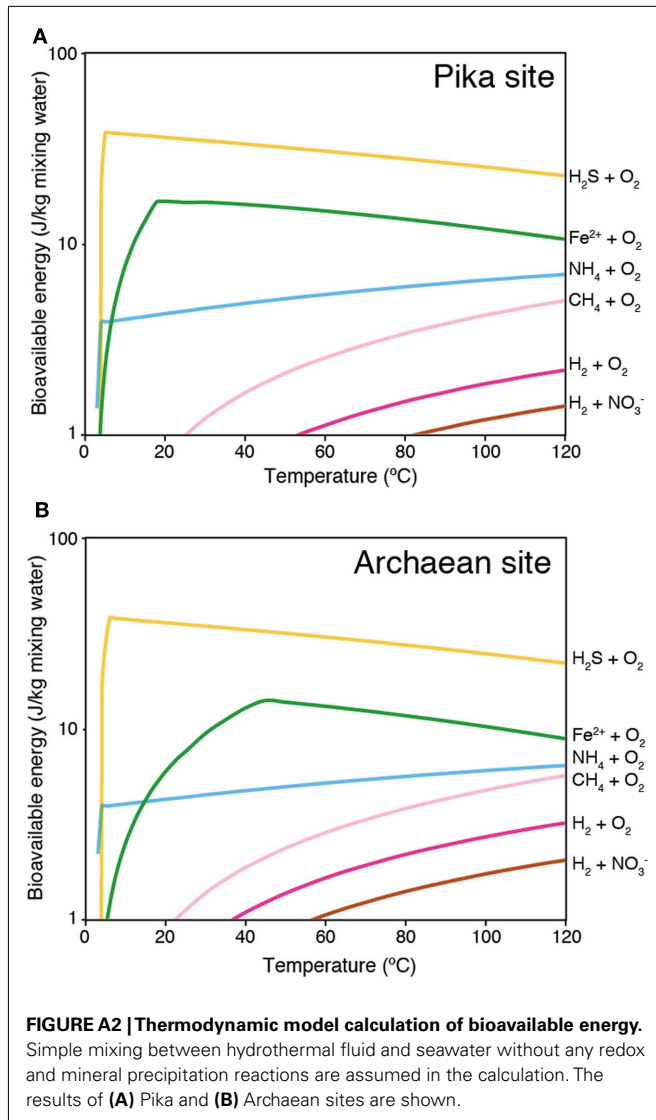 A
Pika site
Bioavailable energy (J/kg mixing water)
100
10
1
0 20 40 60 80 100 120
Temperature (ºC)
H₂S + O₂
Fe²⁺ + O₂
NH₄ + O₂
CH₄ + O₂
H₂ + O₂
H₂ + NO₃⁻
B
Archaean site
Bioavailable energy (J/kg mixing water)
100
10
1
0 20 40 60 80 100 120
Temperature (ºC)
H₂S + O₂
Fe²⁺ + O₂
NH₄ + O₂
CH₄ + O₂
H₂ + O₂
H₂ + NO₃⁻
FIGURE A2 | Thermodynamic model calculation of bioavailable energy.
Simple mixing between hydrothermal fluid and seawater without any redox
and mineral precipitation reactions are assumed in the calculation. The
results of (A) Pika and (B) Archaean sites are shown.